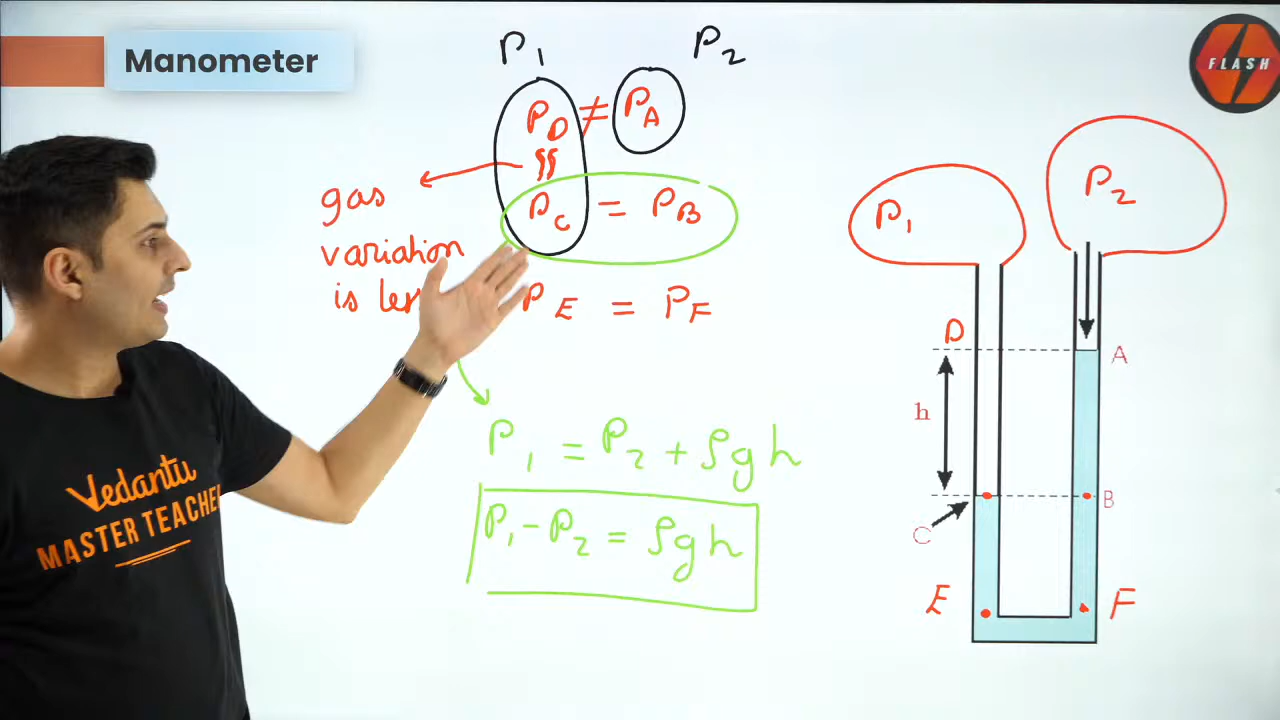 Manometer
FLASH
P1 P2
PD ≠ PA
PC = PB
PE = PF
gas
variation
is les
P1 = P2 + ρgh
P1 - P2 = ρgh
P1
P2
D
A
h
B
C
E
F
Vedantu
MASTER TEACHER